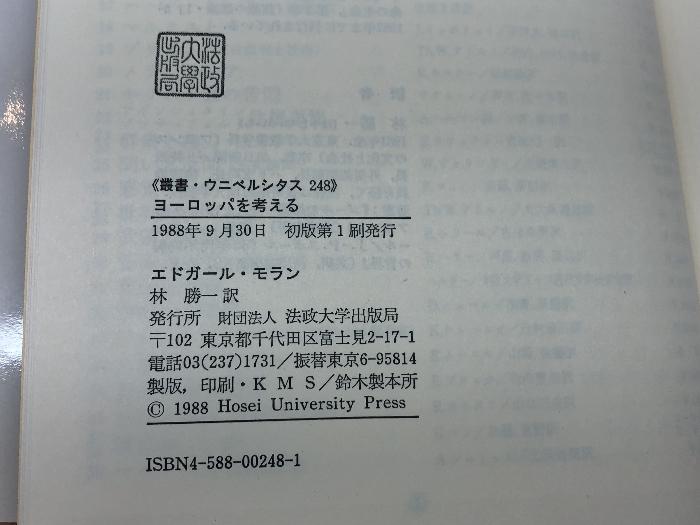 法政
大學
出版局
《叢書・ウニベルシタス 248》
ヨーロッパを考える
1988年9月30日 初版第1刷発行
エドガール・モラン
林 勝一訳
発行所 財団法人 法政大学出版局
〒102 東京都千代田区富士見2-17-1
電話03(237)1731/振替東京6-95814
製版,印刷・KMS/鈴木製本所
© 1988 Hosei University Press
ISBN4-588-00248-1